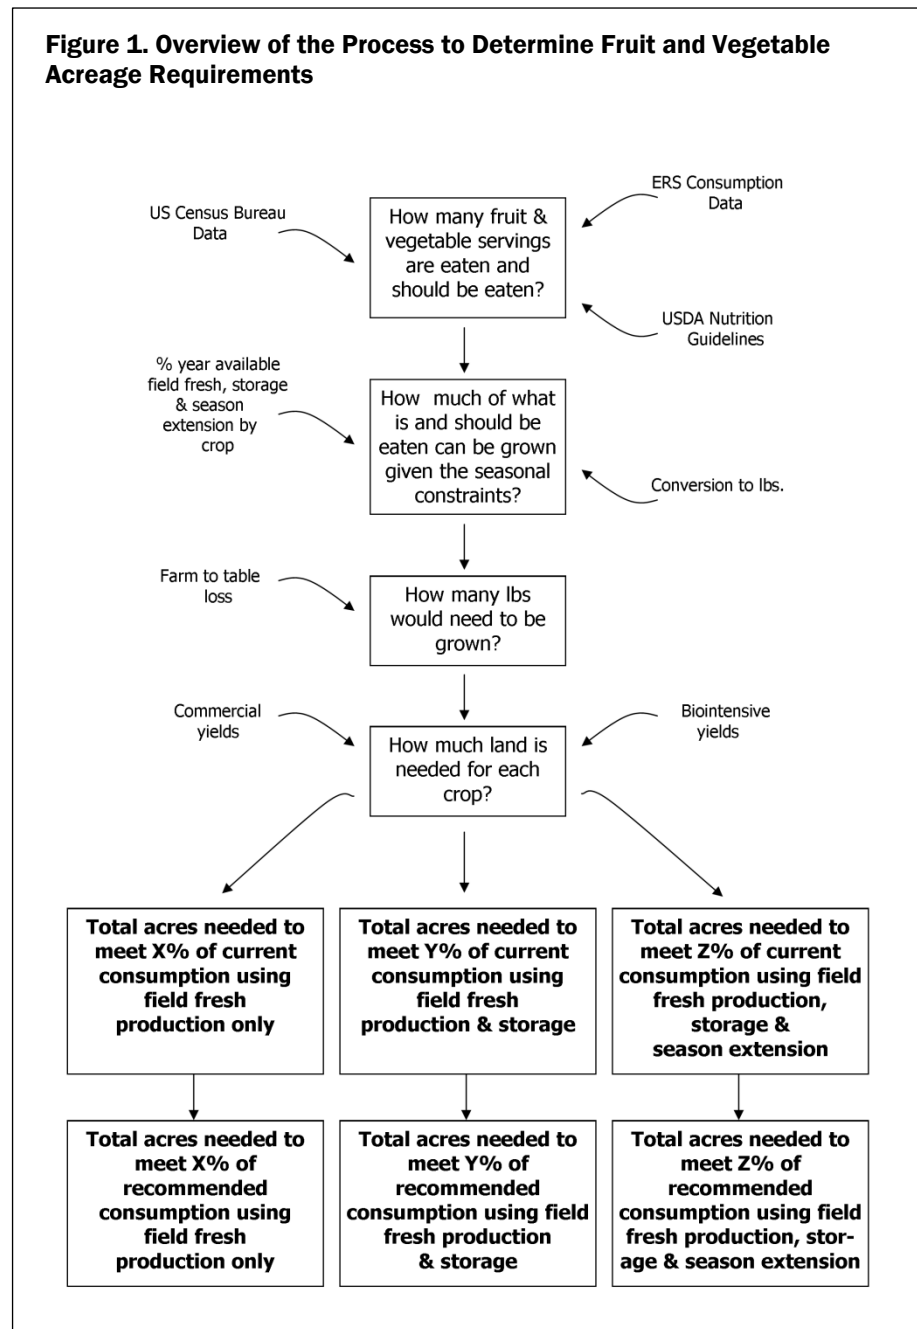 Figure 1. Overview of the Process to Determine Fruit and Vegetable
Acreage Requirements
US Census Bureau
Data
ERS Consumption
Data
How many fruit &
vegetable servings
are eaten and
should be eaten?
USDA Nutrition
Guidelines
% year available
field fresh, storage
& season
extension by
crop
How much of what
is and should be
eaten can be grown
given the seasonal
constraints?
Conversion to lbs.
Farm to table
loss
How many lbs
would need to be
grown?
Commercial
yields
Biointensive
yields
How much land is
needed for each
crop?
Total acres needed to
meet X% of current
consumption using
field fresh
production only
Total acres needed to
meet Y% of current
consumption using
field fresh
production & storage
Total acres needed to
meet Z% of current
consumption using field
fresh production,
storage &
season extension
Total acres needed to
meet X% of
recommended
consumption using
field fresh
production only
Total acres needed to
meet Y% of
recommended
consumption using field
fresh production
& storage
Total acres needed to
meet Z% of
recommended
consumption using field
fresh production, stor-
age & season extension